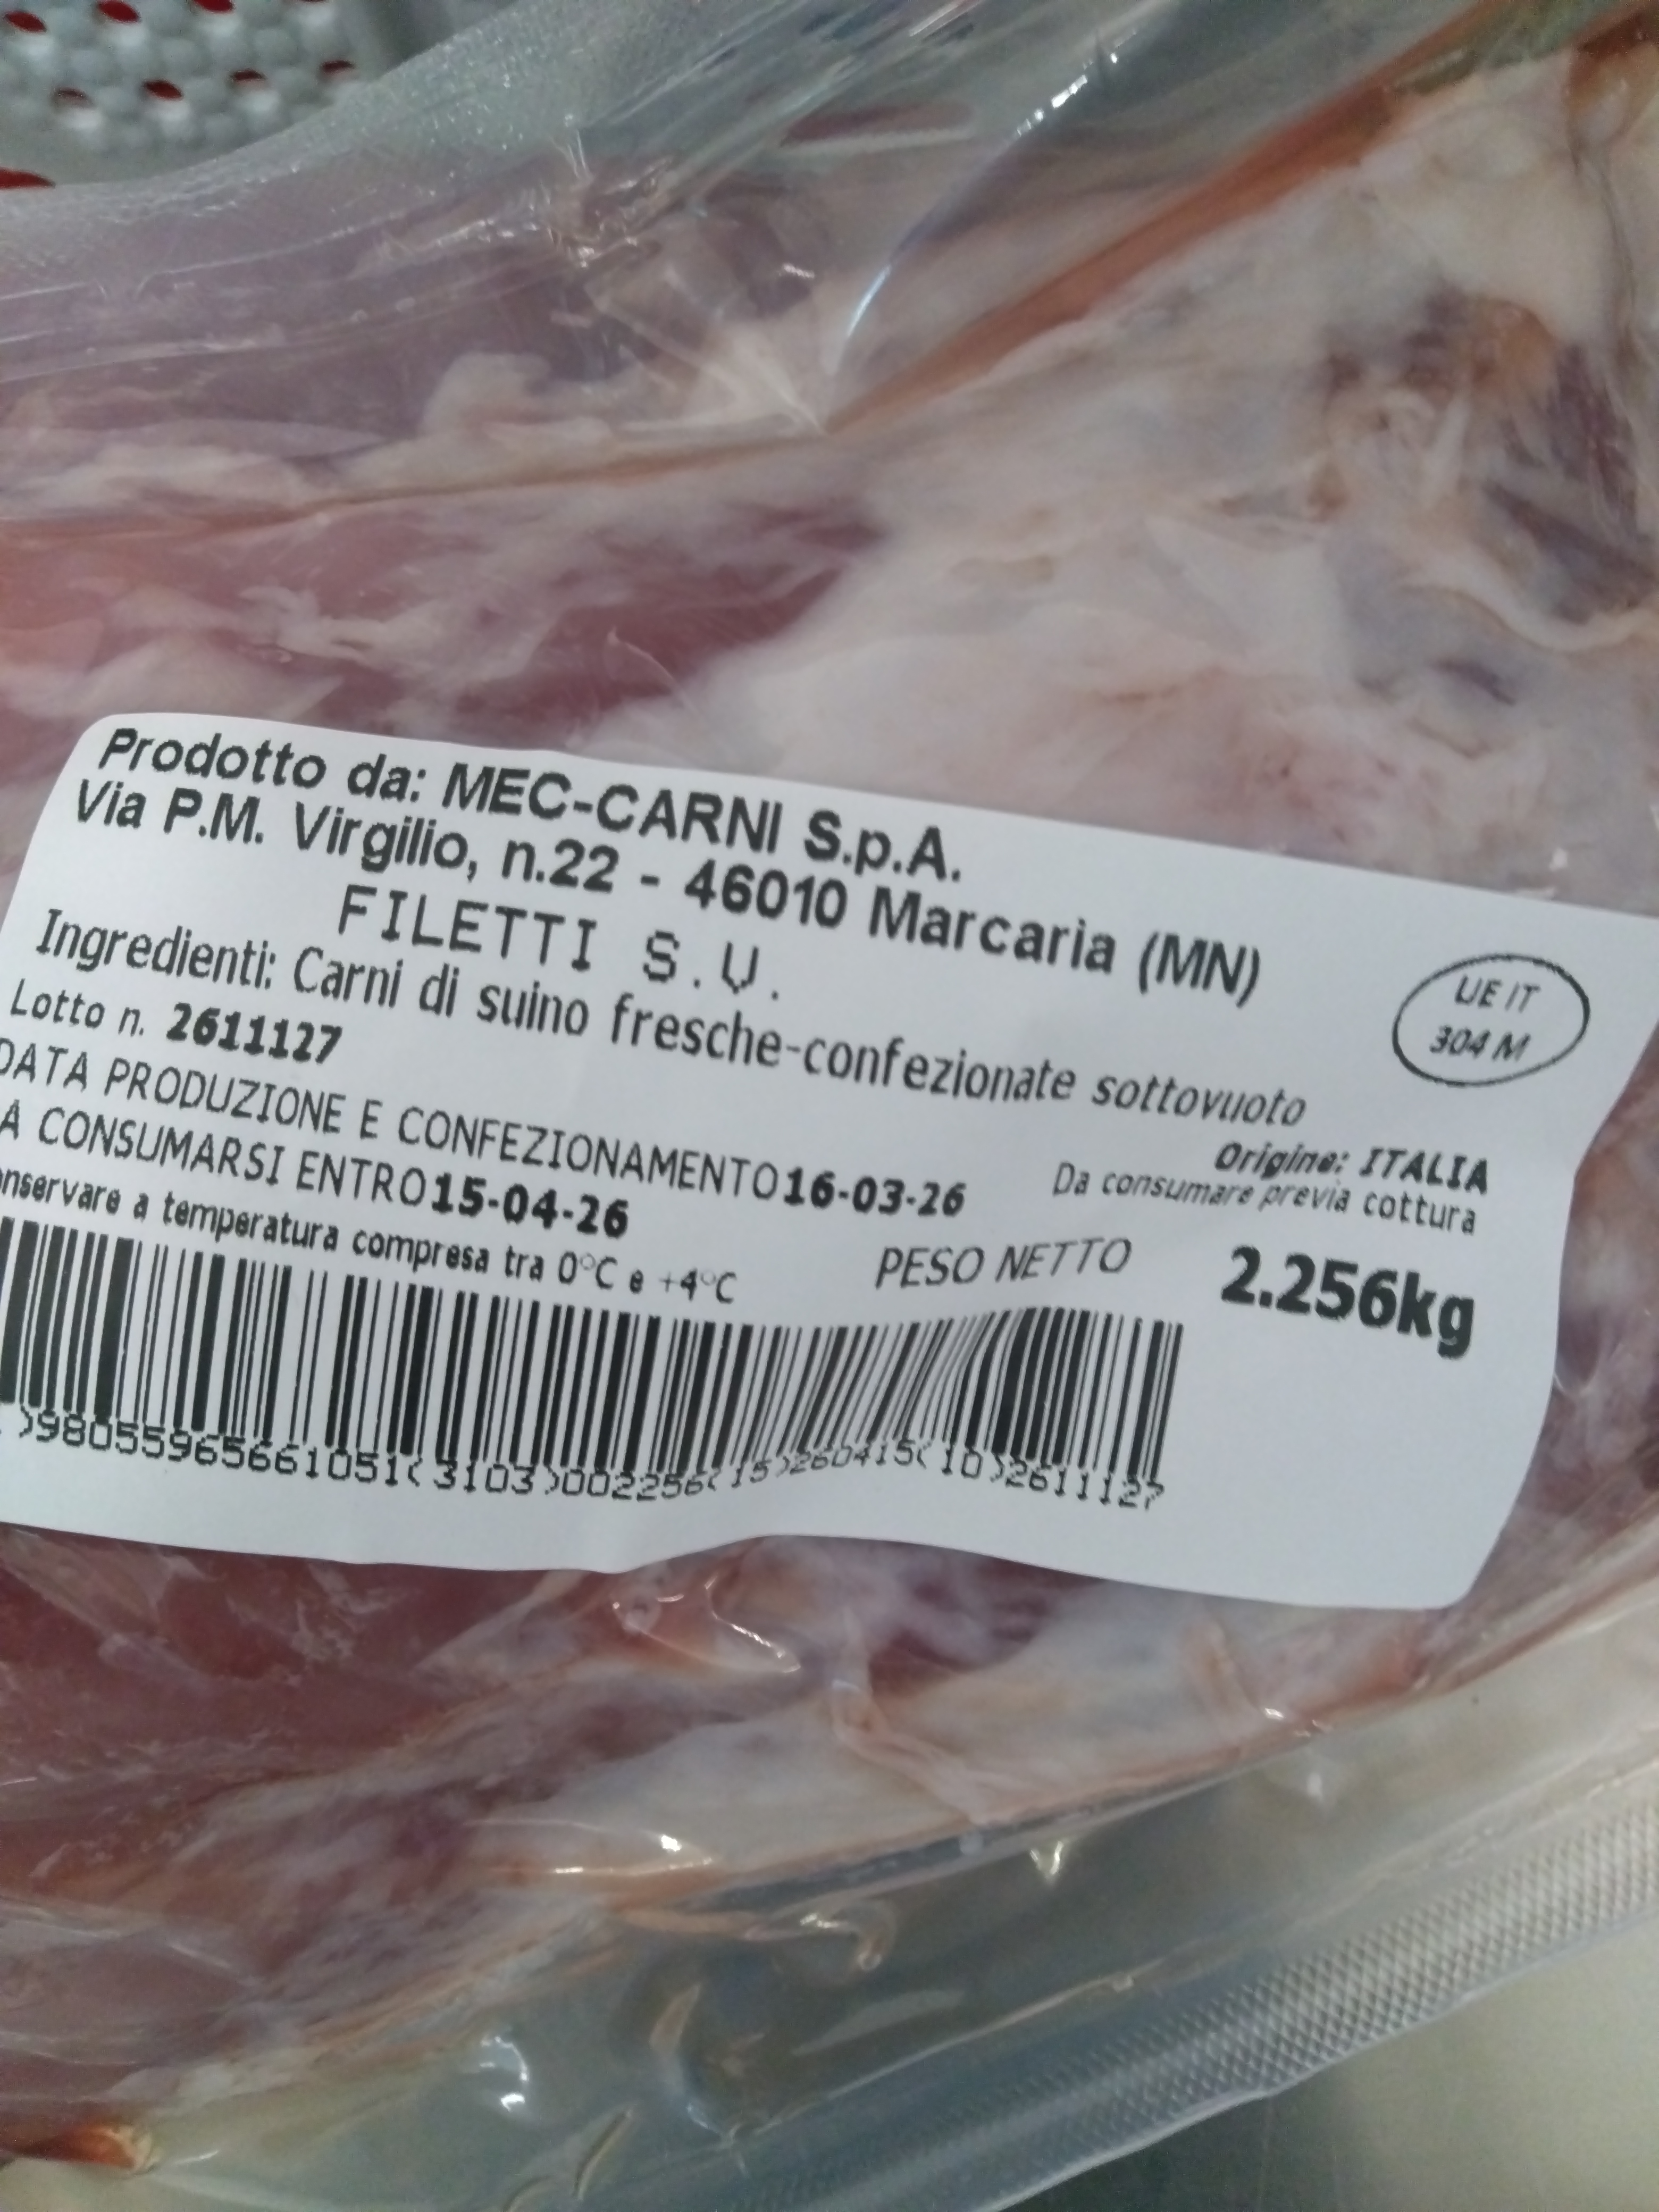 Prodotto da: MEC-CARNI S.p.A.
Via P.M. Virgilio, n.22 - 46010 Marcaria (MN)
FILETTI S.V.
UE IT
304 M
Ingredienti: Carni di suino fresche-confezionate sottovuoto
Lotto n. 2611127
Origine: ITALIA
DATA PRODUZIONE E CONFEZIONAMENTO 16-03-26
Da consumare previa cottura
A CONSUMARSI ENTRO 15-04-26
nservare a temperatura compresa tra 0°C e +4°C
PESO NETTO 2.256kg
)98055965661051(3103)002256(15)260415(10)2611127